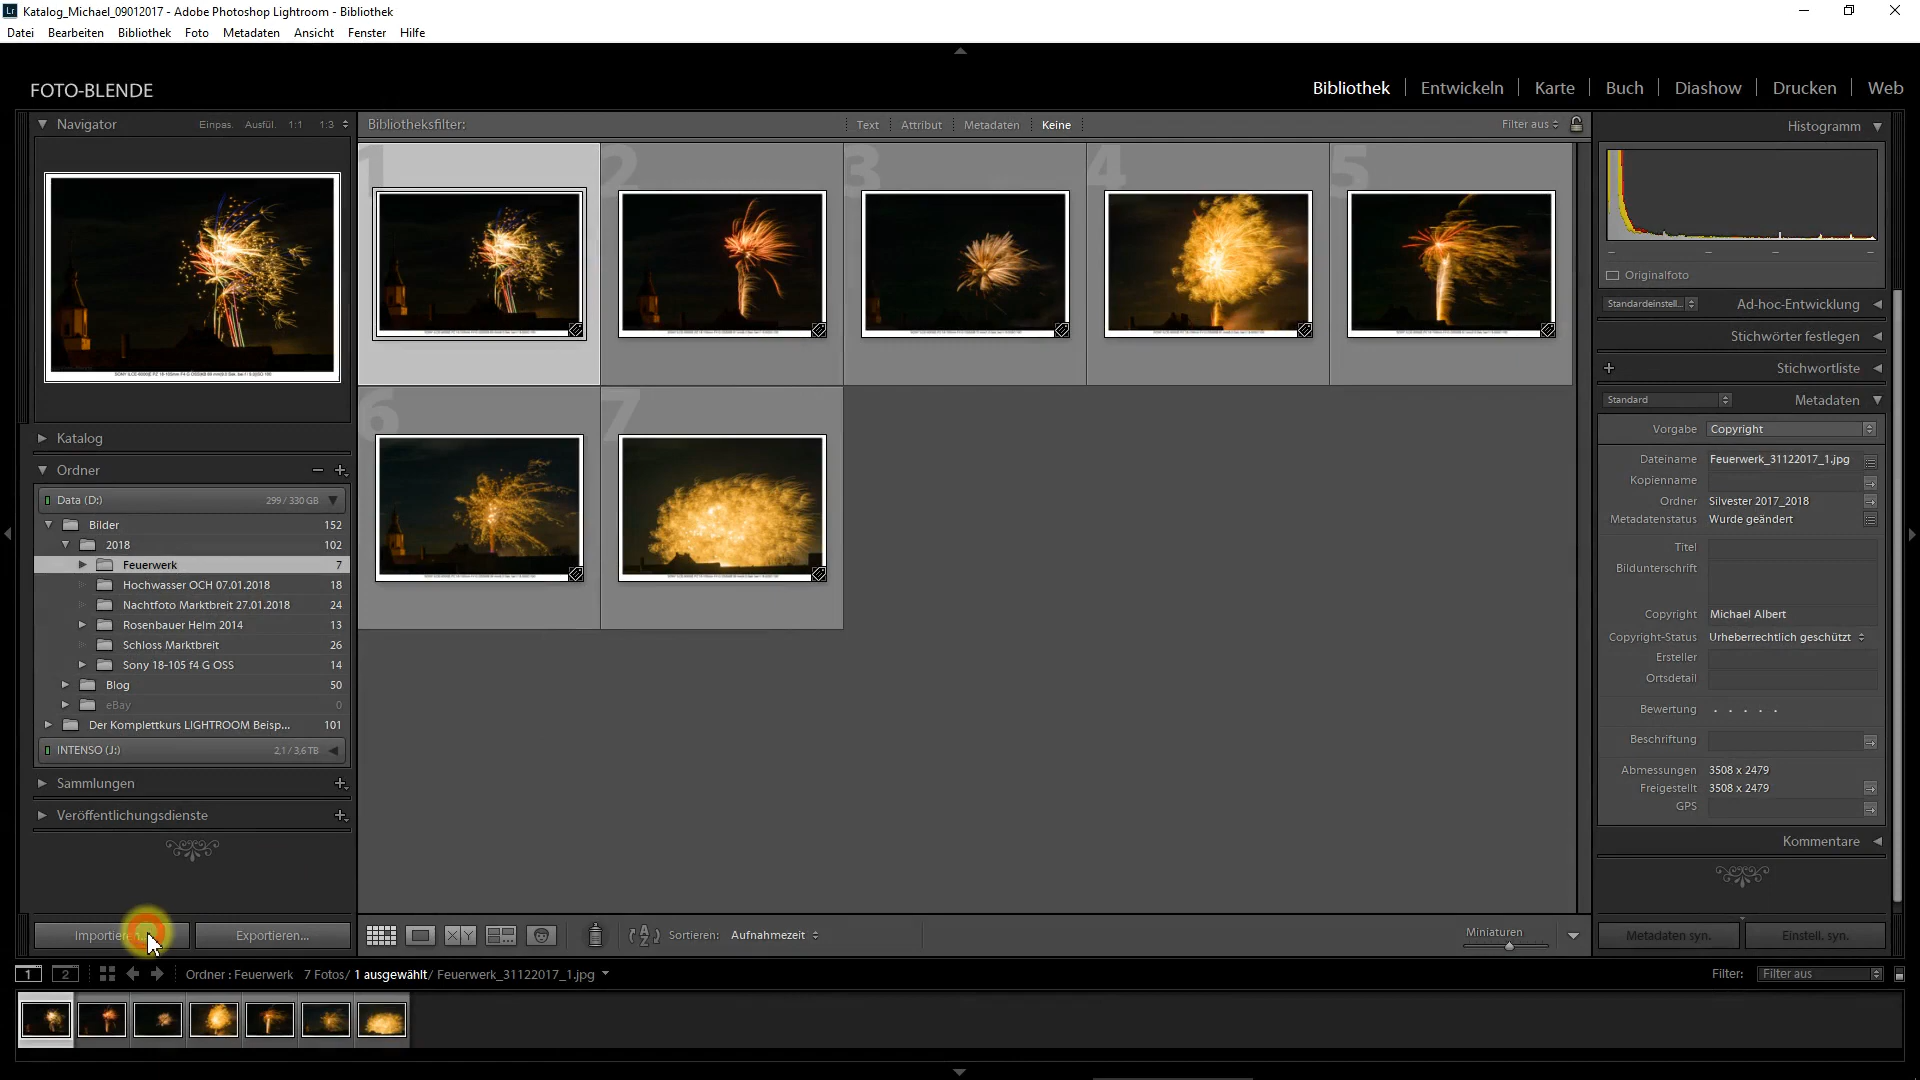 Katalog_Michael_09012017 - Adobe Photoshop Lightroom - Bibliothek
Datei Bearbeiten Bibliothek Foto Metadaten Ansicht Fenster Hilfe
FOTO-BLENDE
Bibliothek Entwickeln Karte Buch Diashow Drucken Web
Navigator Einpas. Ausfül. 1:1 1:3
Bibliotheksfilter: Text Attribut Metadaten Keine Filter aus
Histogramm
1 2 3 4 5
Originalfoto
Standardeinstell... Ad-hoc-Entwicklung
Stichwörter festlegen
Stichwortliste
Standard Metadaten
6 7
Vorgabe Copyright
Dateiname Feuerwerk_31122017_1.jpg
Kopienname
Ordner Silvester 2017_2018
Metadatenstatus Wurde geändert
Titel
Bildunterschrift
Copyright Michael Albert
Copyright-Status Urheberrechtlich geschützt
Ersteller
Ortsdetail
Bewertung
Beschriftung
Abmessungen 3508 x 2479
Freigestellt 3508 x 2479
GPS
Kommentare
Katalog
Ordner
Data (D:) 299 / 330 GB
Bilder 152
2018 102
Feuerwerk 7
Hochwasser OCH 07.01.2018 18
Nachtfoto Marktbreit 27.01.2018 24
Rosenbauer Helm 2014 13
Schloss Marktbreit 26
Sony 18-105 f4 G OSS 14
Blog 50
eBay 0
Der Komplettkurs LIGHTROOM Beisp... 101
INTENSO (J:) 2,1 / 3,6 TB
Sammlungen
Veröffentlichungsdienste
Exportieren...
Sortieren: Aufnahmezeit
Miniaturen
Metadaten syn. Einstell. syn.
1 2 Ordner : Feuerwerk 7 Fotos/ 1 ausgewählt/ Feuerwerk_31122017_1.jpg
Filter: Filter aus